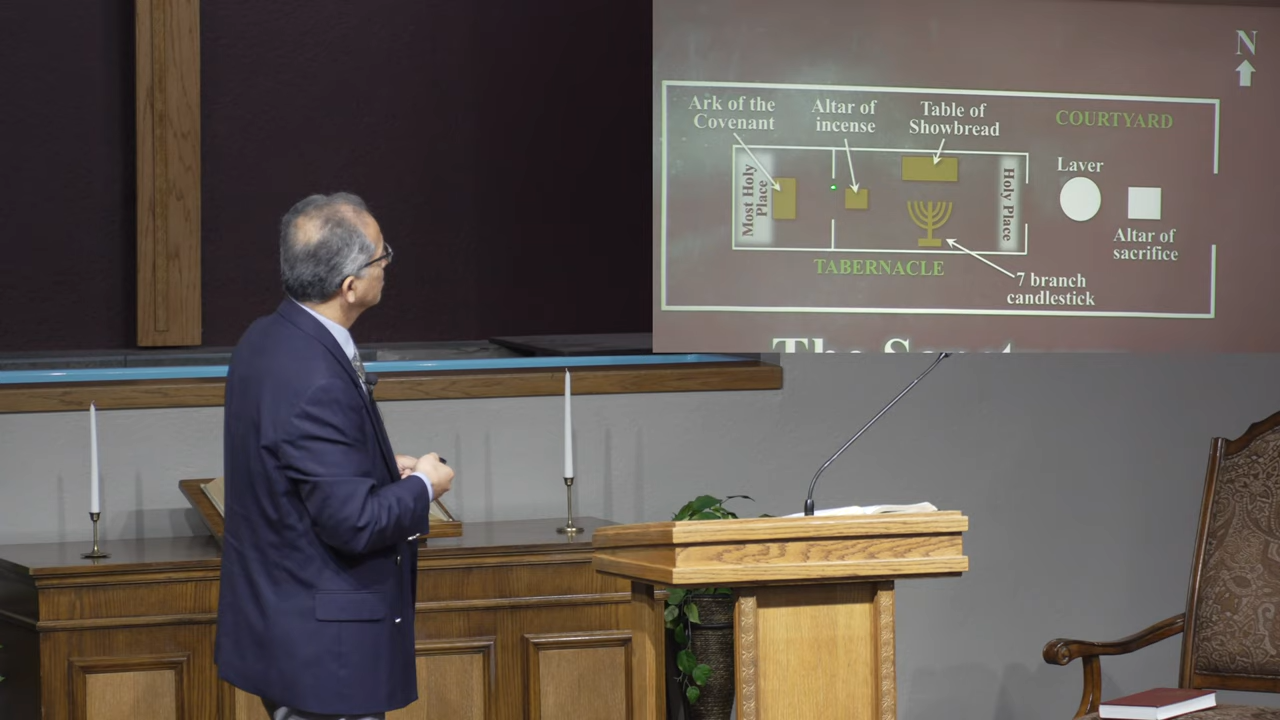 N
Ark of the
Covenant
Altar of
incense
Table of
Showbread
COURTYARD
Most Holy
Place
Holy Place
Laver
Altar of
sacrifice
TABERNACLE
7 branch
candlestick
The